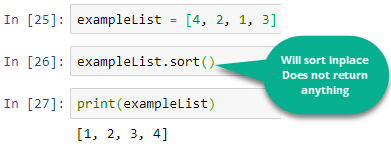 In [25]: exampleList = [4, 2, 1, 3]
In [26]: exampleList.sort()
Will sort inplace
Does not return
anything
In [27]: print(exampleList)
[1, 2, 3, 4]